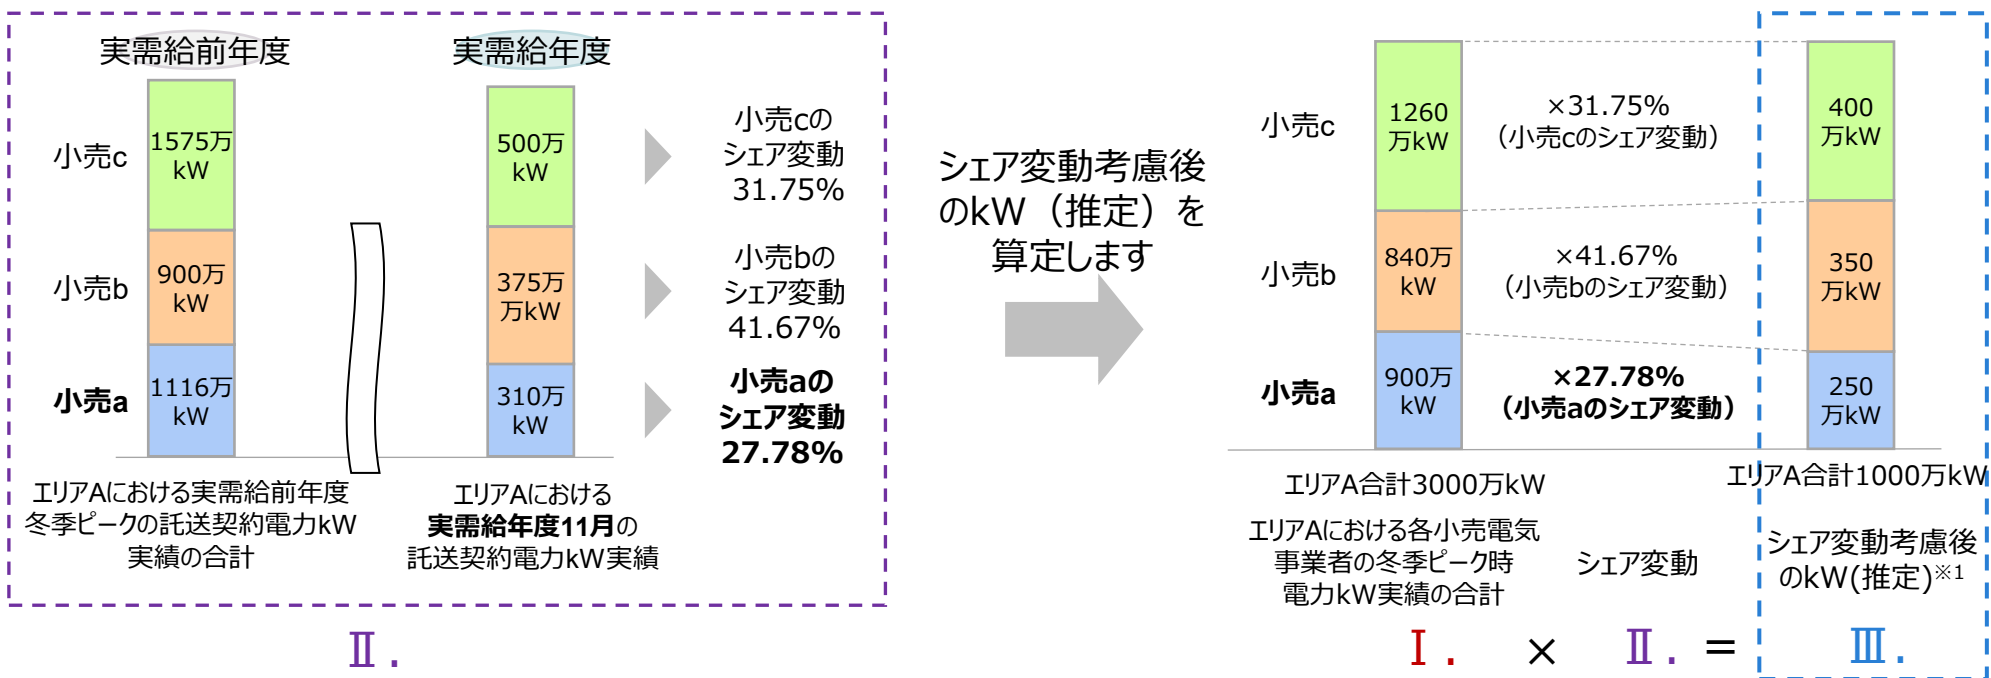 実需給前年度
実需給年度
小売c
1575万
kW
500万
kW
小売cの
シェア変動
31.75%
小売b
900万
kW
375万
万kW
小売bの
シェア変動
41.67%
小売a
1116万
kW
310万
kW
小売aの
シェア変動
27.78%
エリアAにおける実需給前年度
冬季ピークの託送契約電力kW
実績の合計
エリアAにおける
実需給年度11月の
託送契約電力kW実績
Ⅱ.
シェア変動考慮後
のkW（推定）を
算定します
小売c
1260
万kW
×31.75%
（小売cのシェア変動）
400
万kW
小売b
840万
kW
×41.67%
（小売bのシェア変動）
350
万kW
小売a
900万
kW
×27.78%
（小売aのシェア変動）
250
万kW
エリアA合計3000万kW
エリアA合計1000万kW
エリアAにおける各小売電気
事業者の冬季ピーク時
電力kW実績の合計
シェア変動
シェア変動考慮後
のkW(推定)※1
Ⅰ. × Ⅱ. = Ⅲ.